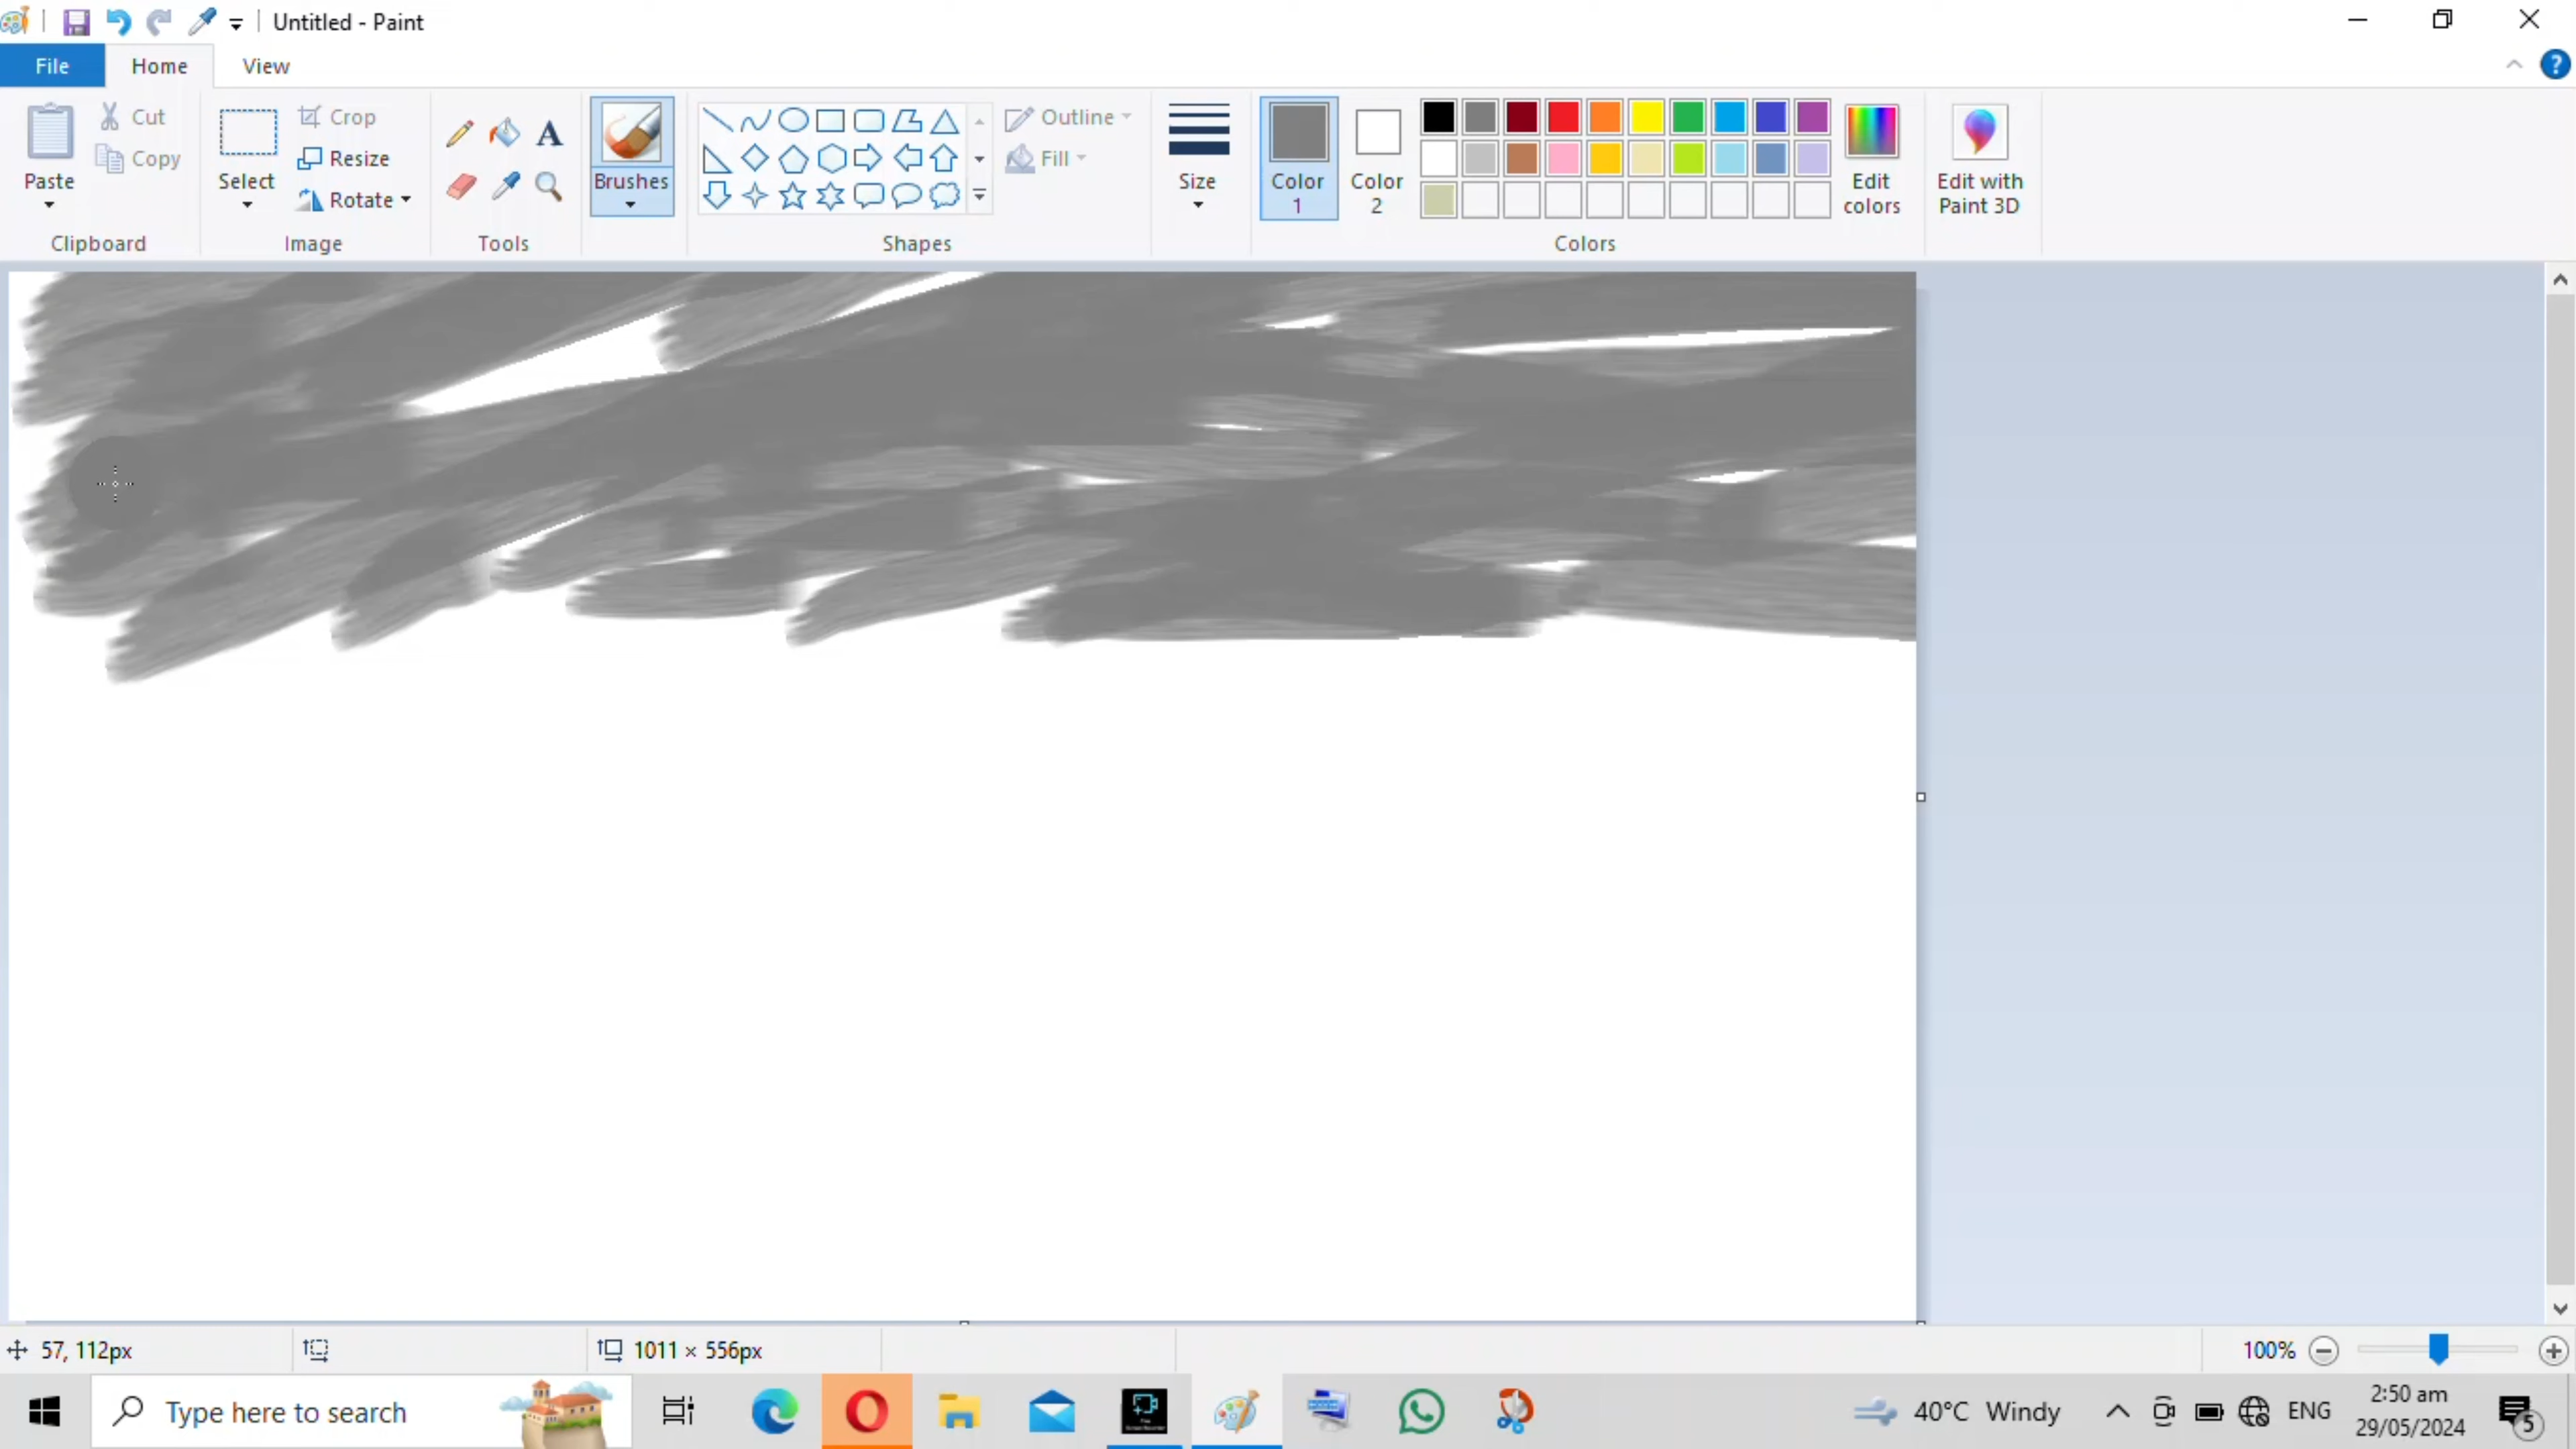 Untitled - Paint
File Home View
Paste
Cut
Copy
Clipboard
Select
Crop
Resize
Rotate
Image
A
Tools
Brushes
Outline
Fill
Shapes
Size
Color 1
Color 2
Edit colors
Colors
Edit with Paint 3D
57, 112px
1011 × 556px
100%
Type here to search
40°C Windy
ENG
2:50 am
29/05/2024
5